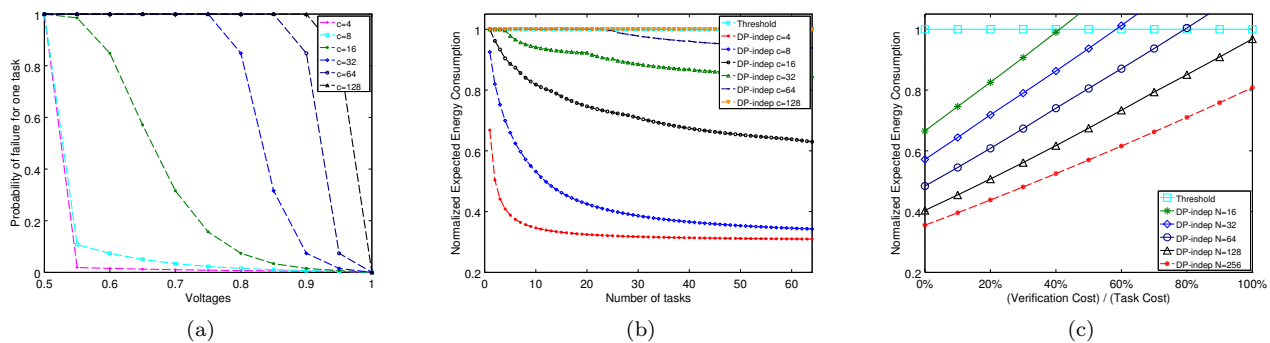 Probability of failure for one task
1
0.8
0.6
0.4
0.2
0
0.5
0.6
0.7
0.8
0.9
1
Voltages
c=4
c=8
c=16
c=32
c=64
c=128
(a)
Normalized Expected Energy Consumption
1
0.8
0.6
0.4
0.2
0
10
20
30
40
50
60
Number of tasks
Threshold
DP-indep c=4
DP-indep c=8
DP-indep c=16
DP-indep c=32
DP-indep c=64
DP-indep c=128
(b)
Normalized Expected Energy Consumption
1
0.8
0.6
0.4
0.2
0%
20%
40%
60%
80%
100%
(Verification Cost) / (Task Cost)
Threshold
DP-indep N=16
DP-indep N=32
DP-indep N=64
DP-indep N=128
DP-indep N=256
(c)